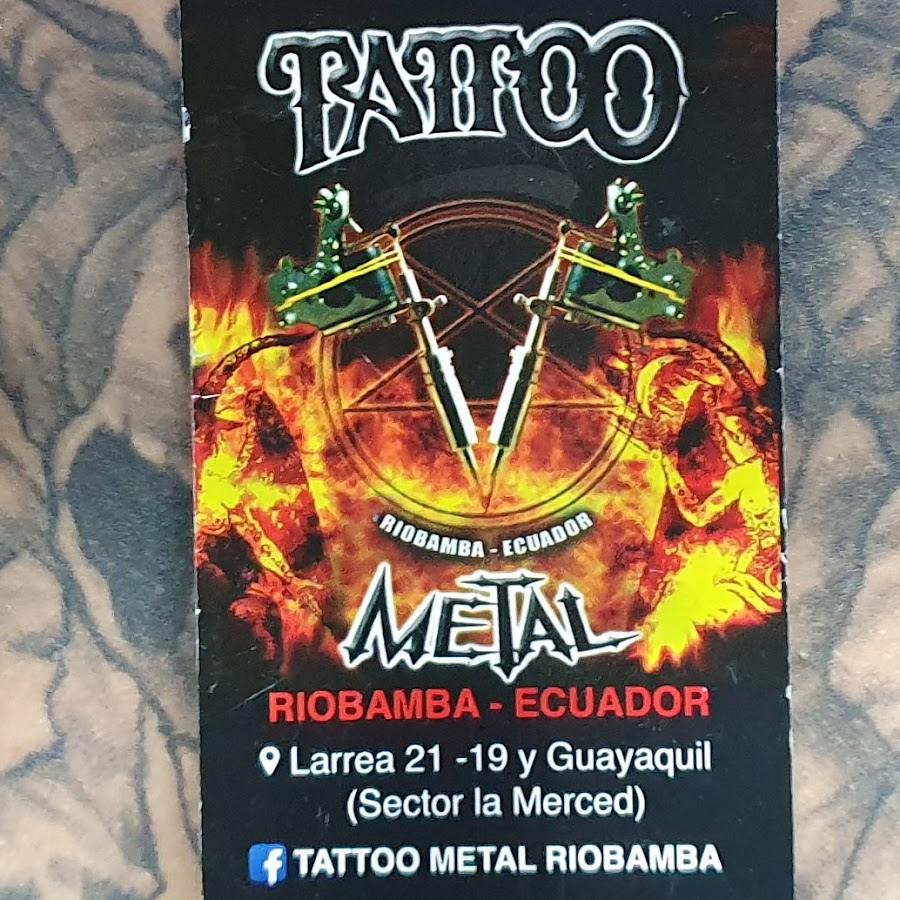 TATTOO
RIOBAMBA - ECUADOR
METAL
RIOBAMBA - ECUADOR
Larrea 21 -19 y Guayaquil
(Sector la Merced)
TATTOO METAL RIOBAMBA